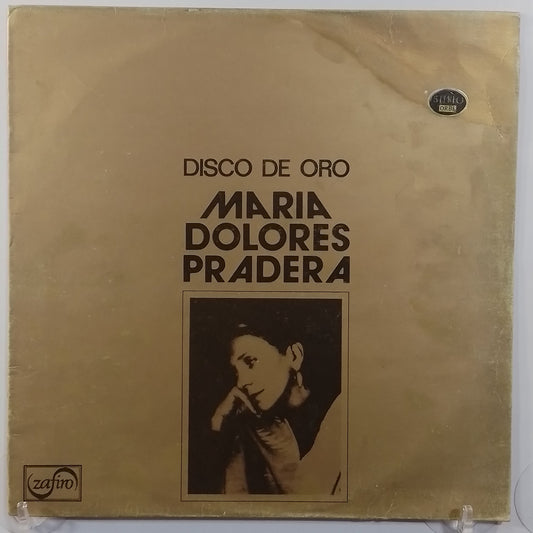 DISCO DE ORO
MARIA
DOLORES
PRADERA
zafiro